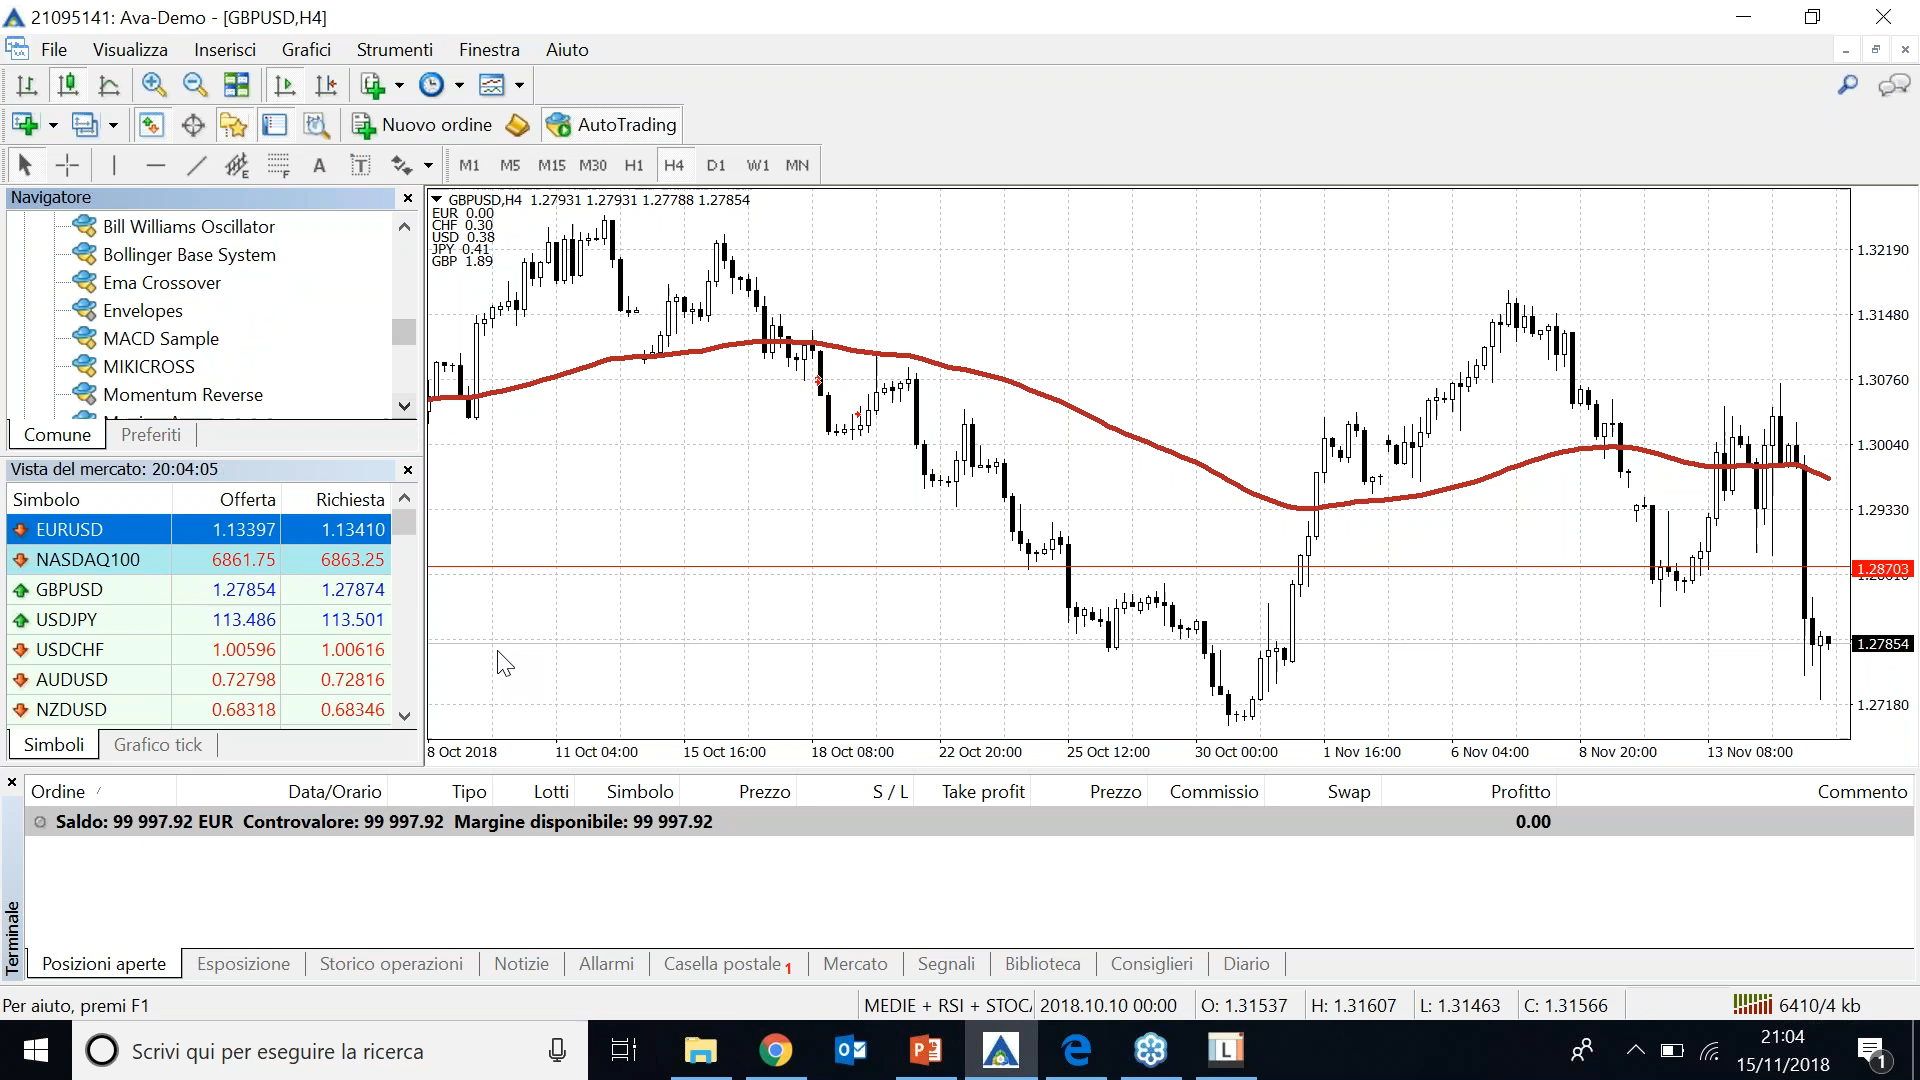 21095141: Ava-Demo - [GBPUSD,H4]
File Visualizza Inserisci Grafici Strumenti Finestra Aiuto
Nuovo ordine AutoTrading
A T M1 M5 M15 M30 H1 H4 D1 W1 MN
Navigatore
Bill Williams Oscillator
Bollinger Base System
Ema Crossover
Envelopes
MACD Sample
MIKICROSS
Momentum Reverse
Comune Preferiti
Vista del mercato: 20:04:05
Simbolo Offerta Richiesta
EURUSD 1.13397 1.13410
NASDAQ100 6861.75 6863.25
GBPUSD 1.27854 1.27874
USDJPY 113.486 113.501
USDCHF 1.00596 1.00616
AUDUSD 0.72798 0.72816
NZDUSD 0.68318 0.68346
Simboli Grafico tick
GBPUSD,H4 1.27931 1.27931 1.27788 1.27854
EUR 0.00
CHF 0.30
USD 0.38
JPY 0.41
GBP 1.89
1.32190
1.31480
1.30760
1.30040
1.29330
1.28703
1.27854
1.27180
8 Oct 2018 11 Oct 04:00 15 Oct 16:00 18 Oct 08:00 22 Oct 20:00 25 Oct 12:00 30 Oct 00:00 1 Nov 16:00 6 Nov 04:00 8 Nov 20:00 13 Nov 08:00
Ordine / Data/Orario Tipo Lotti Simbolo Prezzo S / L Take profit Prezzo Commissio Swap Profitto Commento
Saldo: 99 997.92 EUR Controvalore: 99 997.92 Margine disponibile: 99 997.92 0.00
Terminale
Posizioni aperte Esposizione Storico operazioni Notizie Allarmi Casella postale 1 Mercato Segnali Biblioteca Consiglieri Diario
Per aiuto, premi F1 MEDIE + RSI + STOCA 2018.10.10 00:00 O: 1.31537 H: 1.31607 L: 1.31463 C: 1.31566 6410/4 kb
Scrivi qui per eseguire la ricerca
21:04
15/11/2018
1